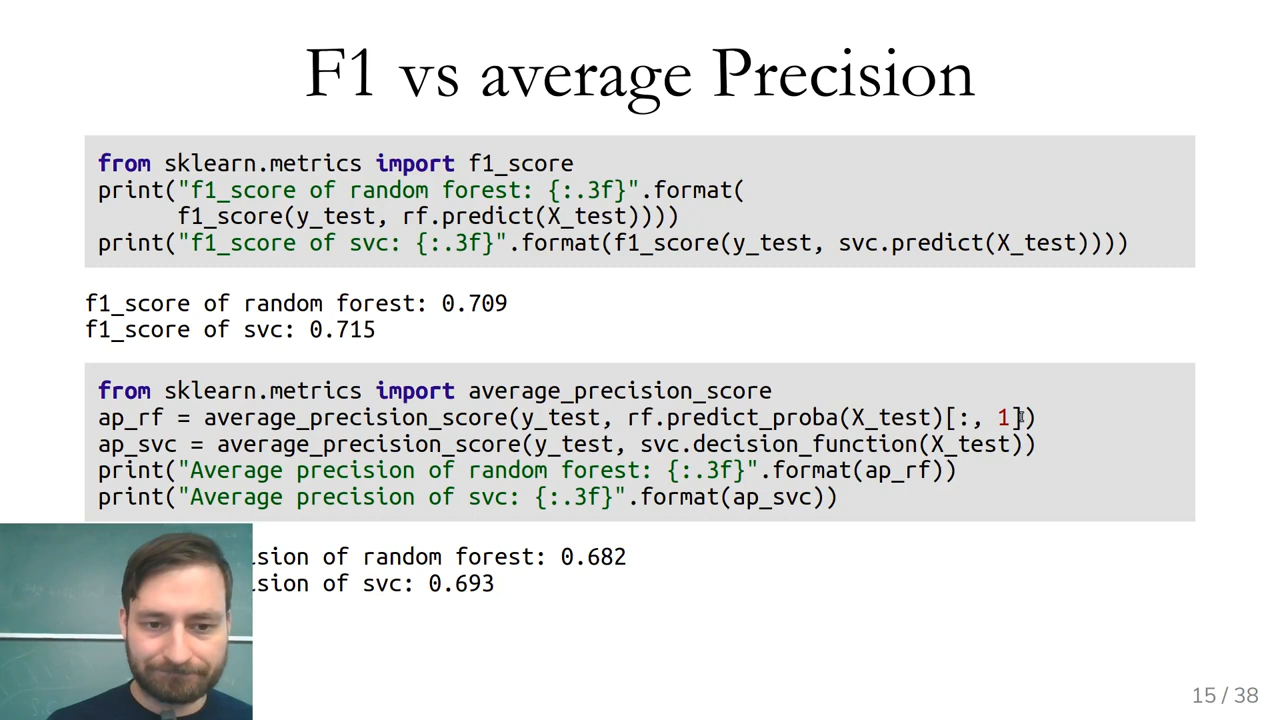 F1 vs average Precision
from sklearn.metrics import f1_score
print("f1_score of random forest: {:.3f}".format(
f1_score(y_test, rf.predict(X_test))))
print("f1_score of svc: {:.3f}".format(f1_score(y_test, svc.predict(X_test))))
f1_score of random forest: 0.709
f1_score of svc: 0.715
from sklearn.metrics import average_precision_score
ap_rf = average_precision_score(y_test, rf.predict_proba(X_test)[:, 1])
ap_svc = average_precision_score(y_test, svc.decision_function(X_test))
print("Average precision of random forest: {:.3f}".format(ap_rf))
print("Average precision of svc: {:.3f}".format(ap_svc))
ision of random forest: 0.682
ision of svc: 0.693
15 / 38